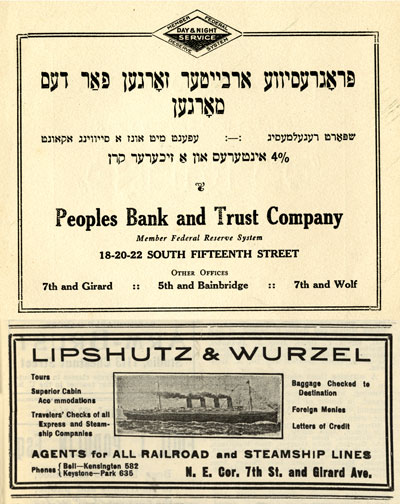 MEMBER FEDERAL
DAY & NIGHT
SERVICE
RESERVE SYSTEM
פראגרעסיווע ארבייטער זארגען פאר דעם
מארגען
שפארט רעגעלמעסיג :—: עפענט מיט אונז א סייווינג אקאונט
4% אינטערעס און א זיכערער קרן
Peoples Bank and Trust Company
Member Federal Reserve System
18-20-22 SOUTH FIFTEENTH STREET
OTHER OFFICES
7th and Girard :: 5th and Bainbridge :: 7th and Wolf
LIPSHUTZ & WURZEL
Tours
Superior Cabin
Acommodations
Travelers' Checks of all
Express and Steam-
ship Companies
Baggage Checked to
Destination
Foreign Monies
Letters of Credit
AGENTS for ALL RAILROAD and STEAMSHIP LINES
Phones { Bell—Kensington 582
Keystone—Park 635
N. E. Cor. 7th St. and Girard Ave.